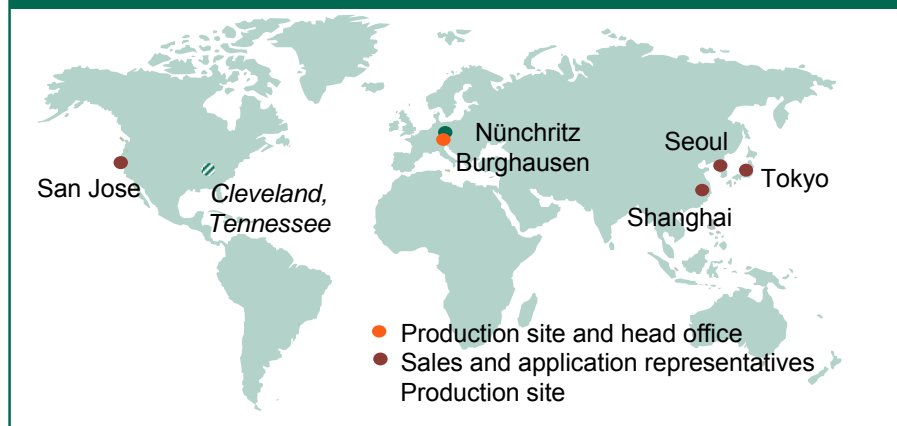 Nünchritz
Burghausen
Seoul
Tokyo
Shanghai
San Jose
Cleveland,
Tennessee
Production site and head office
Sales and application representatives
Production site